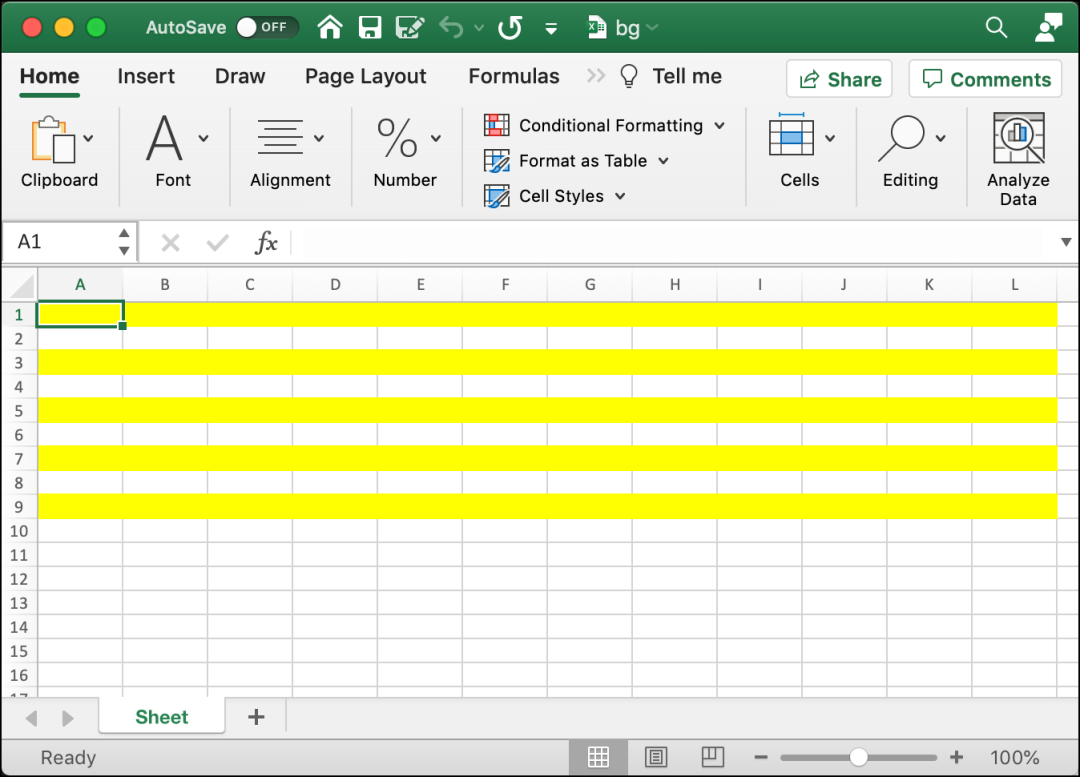 AutoSave OFF bg
Home Insert Draw Page Layout Formulas Tell me Share Comments
Conditional Formatting
Format as Table
Cell Styles
Clipboard Font Alignment Number Cells Editing Analyze Data
A1 fx
A B C D E F G H I J K L
1
2
3
4
5
6
7
8
9
10
11
12
13
14
15
16
17
Sheet
Ready 100%